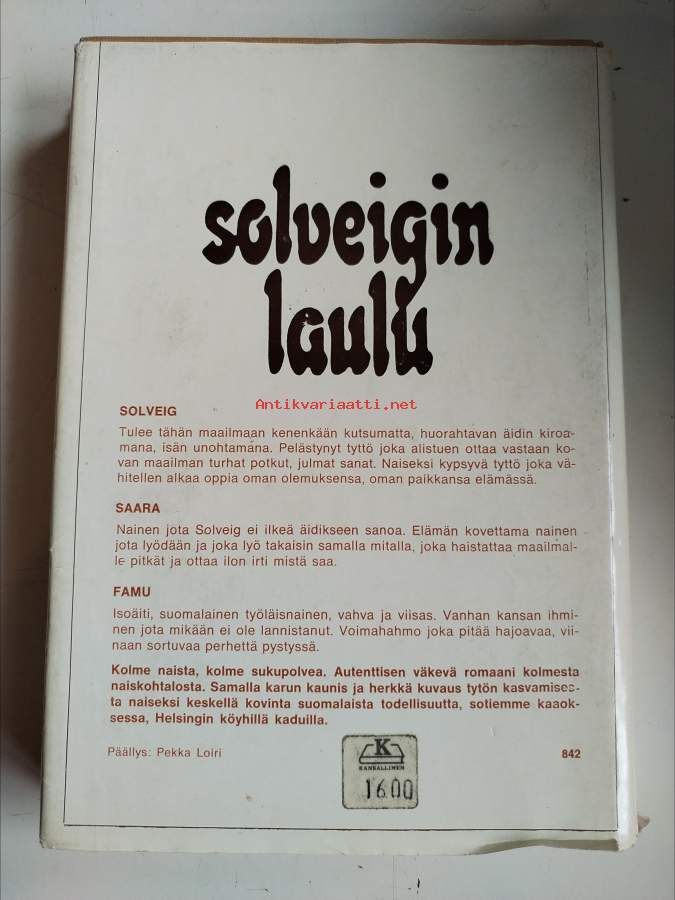 solveigin
laulu
Antikvariaatti.net
SOLVEIG
Tulee tähän maailmaan kenenkään kutsumatta, huorahtavan äidin kiroa-
mana, isän unohtamana. Pelästynyt tyttö joka alistuen ottaa vastaan ko-
van maailman turhat potkut, julmat sanat. Naiseksi kypsyvä tyttö joka vä-
hitellen alkaa oppia oman olemuksensa, oman paikkansa elämässä.
SAARA
Nainen jota Solveig ei ilkeä äidikseen sanoa. Elämän kovettama nainen
jota lyödään ja joka lyö takaisin samalla mitalla, joka haistattaa maailmal-
le pitkät ja ottaa ilon irti mistä saa.
FAMU
Isoäiti, suomalainen työläisnainen, vahva ja viisas. Vanhan kansan ihmi-
nen jota mikään ei ole lannistanut. Voimahahmo joka pitää hajoavaa, vii-
naan sortuvaa perhettä pystyssä.
Kolme naista, kolme sukupolvea. Autenttisen väkevä romaani kolmesta
naiskohtalosta. Samalla karun kaunis ja herkkä kuvaus tytön kasvamises-
ta naiseksi keskellä kovinta suomalaista todellisuutta, sotiemme kaaok-
sessa, Helsingin köyhillä kaduilla.
Päällys: Pekka Loiri 842
K
KANSALLINEN
16.00